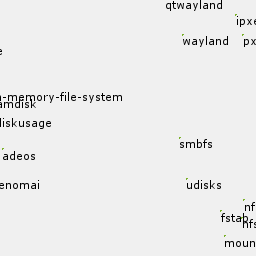 qtwayland
ipxe
wayland
px
e
-memory-file-system
amdisk
diskusage
smbfs
adeos
enomai
udisks
nf
fstab
nfs
moun